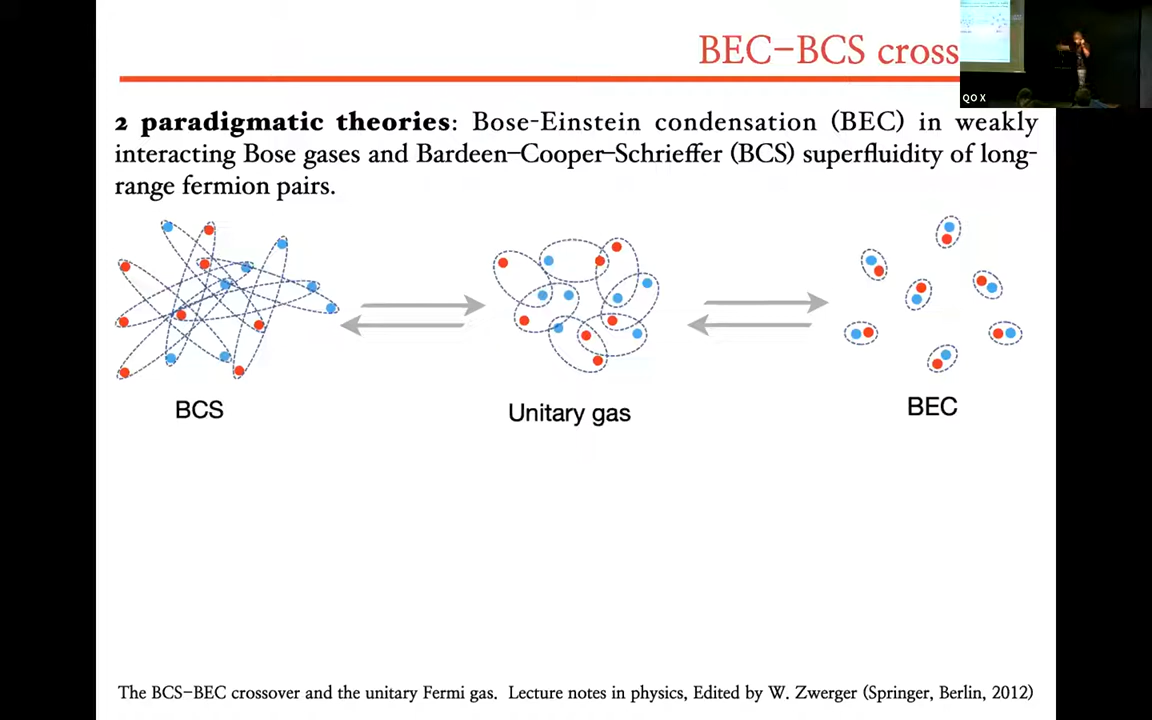 BEC–BCS cross
QO X
2 paradigmatic theories: Bose-Einstein condensation (BEC) in weakly
interacting Bose gases and Bardeen–Cooper–Schrieffer (BCS) superfluidity of long-
range fermion pairs.
BCS
Unitary gas
BEC
The BCS–BEC crossover and the unitary Fermi gas. Lecture notes in physics, Edited by W. Zwerger (Springer, Berlin, 2012)